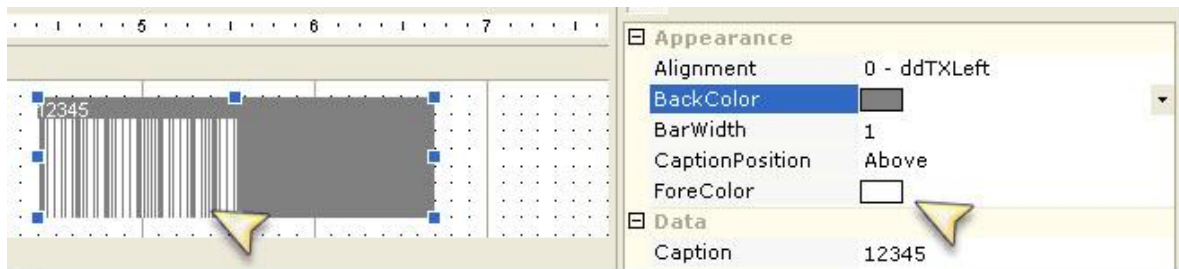 5 6 7
12345
Appearance
Alignment 0 - ddTXLeft
BackColor
BarWidth 1
CaptionPosition Above
ForeColor
Data
Caption 12345